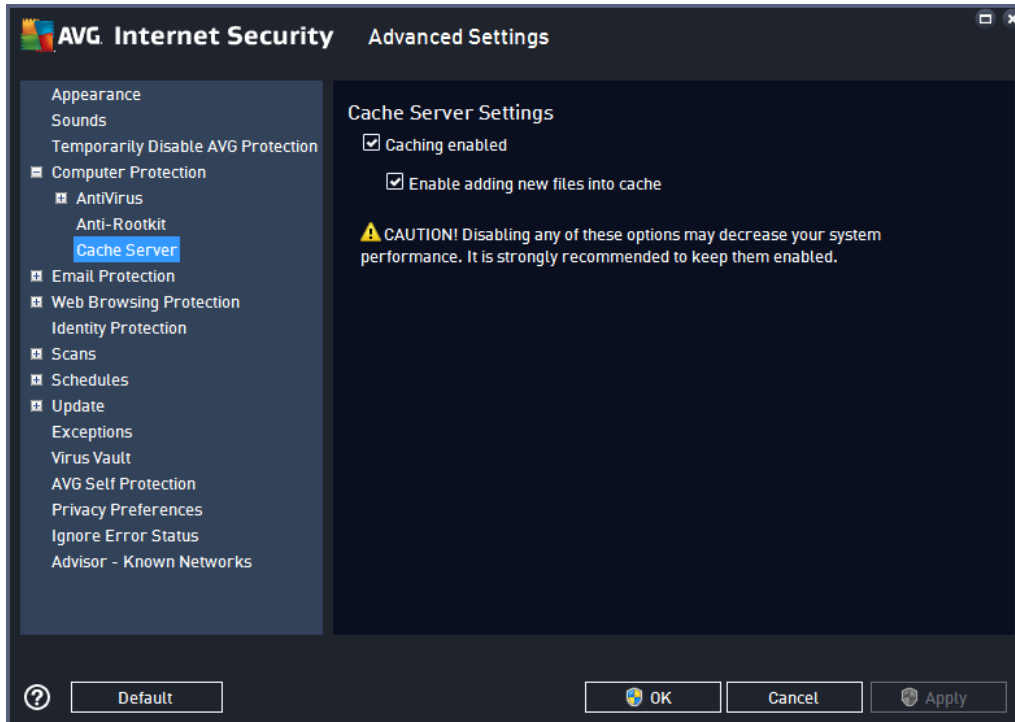 AVG. Internet Security Advanced Settings
Appearance
Sounds
Temporarily Disable AVG Protection
Computer Protection
AntiVirus
Anti-Rootkit
Cache Server
Email Protection
Web Browsing Protection
Identity Protection
Scans
Schedules
Update
Exceptions
Virus Vault
AVG Self Protection
Privacy Preferences
Ignore Error Status
Advisor - Known Networks
Cache Server Settings
Caching enabled
Enable adding new files into cache
CAUTION! Disabling any of these options may decrease your system
performance. It is strongly recommended to keep them enabled.
? Default OK Cancel Apply